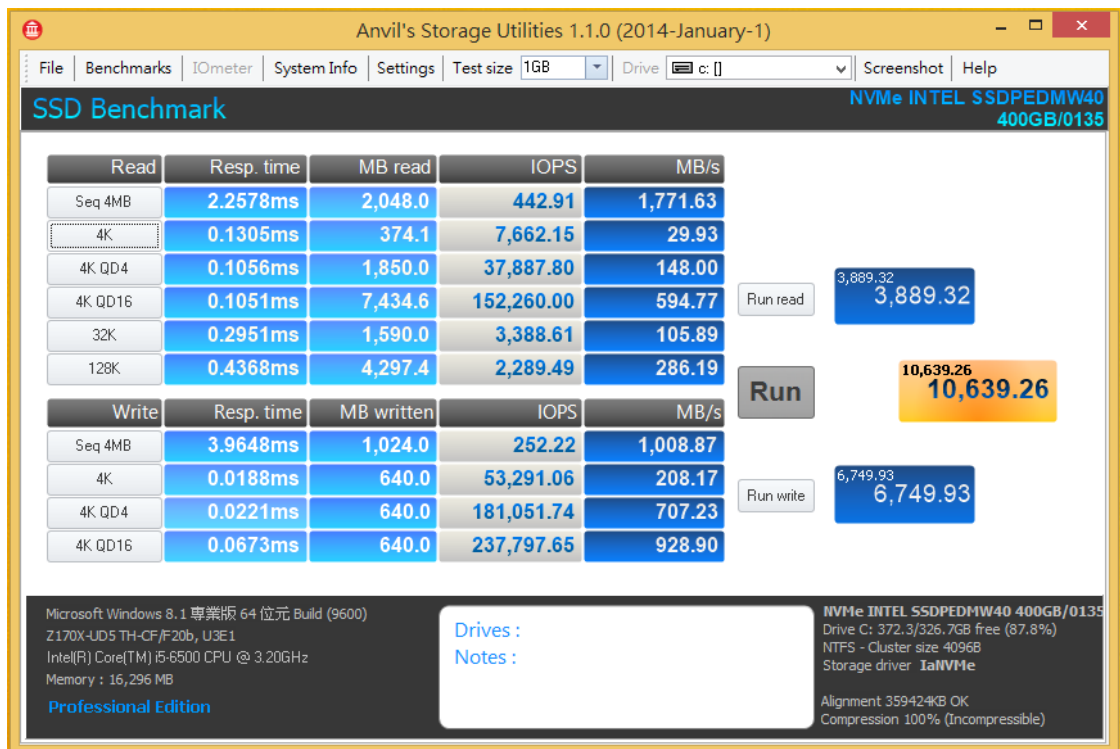 Anvil's Storage Utilities 1.1.0 (2014-January-1)
File Benchmarks IOmeter System Info Settings Test size 1GB Drive c: [] Screenshot Help
SSD Benchmark
NVMe INTEL SSDPEDMW40
400GB/0135
Read Resp. time MB read IOPS MB/s
Seq 4MB 2.2578ms 2,048.0 442.91 1,771.63
4K 0.1305ms 374.1 7,662.15 29.93
4K QD4 0.1056ms 1,850.0 37,887.80 148.00
4K QD16 0.1051ms 7,434.6 152,260.00 594.77
32K 0.2951ms 1,590.0 3,388.61 105.89
128K 0.4368ms 4,297.4 2,289.49 286.19
Run read
3,889.32
3,889.32
Run
10,639.26
10,639.26
Write Resp. time MB written IOPS MB/s
Seq 4MB 3.9648ms 1,024.0 252.22 1,008.87
4K 0.0188ms 640.0 53,291.06 208.17
4K QD4 0.0221ms 640.0 181,051.74 707.23
4K QD16 0.0673ms 640.0 237,797.65 928.90
Run write
6,749.93
6,749.93
Microsoft Windows 8.1 專業版 64 位元 Build (9600)
Z170X-UD5 TH-CF/F20b, U3E1
Intel(R) Core(TM) i5-6500 CPU @ 3.20GHz
Memory : 16,296 MB
Professional Edition
Drives :
Notes :
NVMe INTEL SSDPEDMW40 400GB/0135
Drive C: 372.3/326.7GB free (87.8%)
NTFS - Cluster size 4096B
Storage driver IaNVMe
Alignment 359424KB OK
Compression 100% (Incompressible)